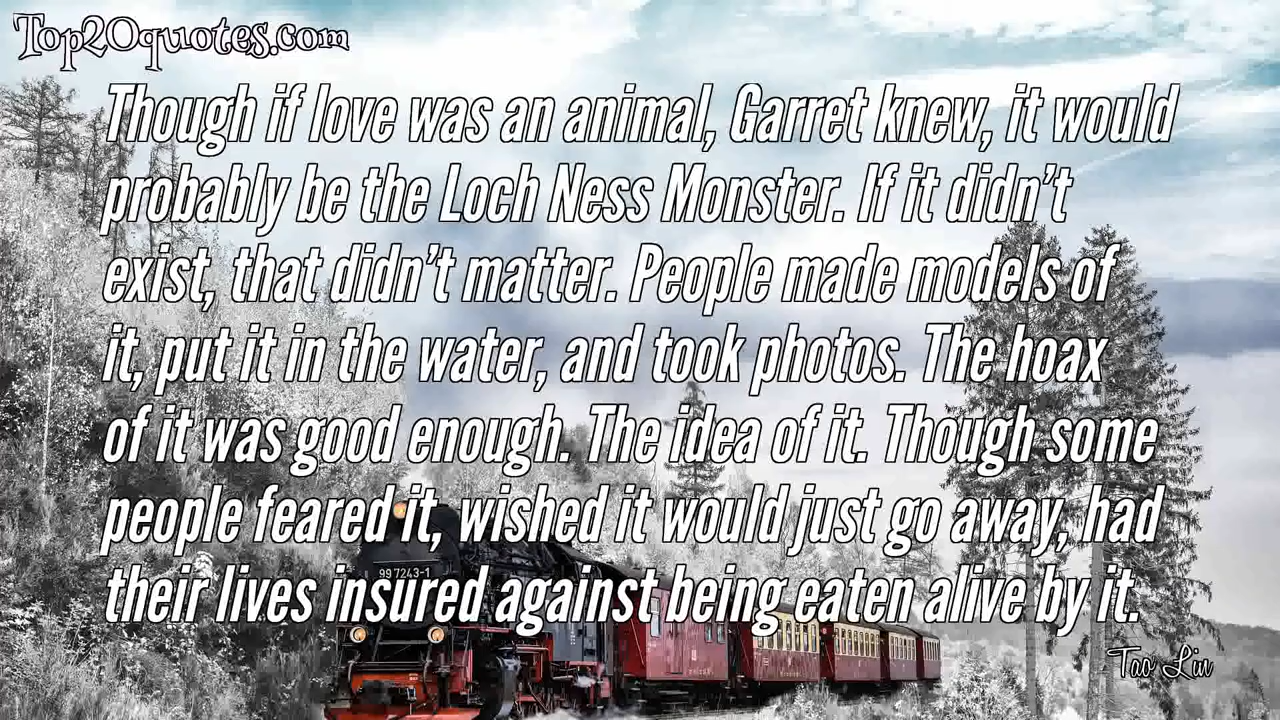 Top20quotes.com
Though if love was an animal, Garret knew, it would
probably be the Loch Ness Monster. If it didn’t
exist, that didn’t matter. People made models of
it, put it in the water, and took photos. The hoax
of it was good enough. The idea of it. Though some
people feared it, wished it would just go away, had
their lives insured against being eaten alive by it.
99 7243-1
Tao Lin